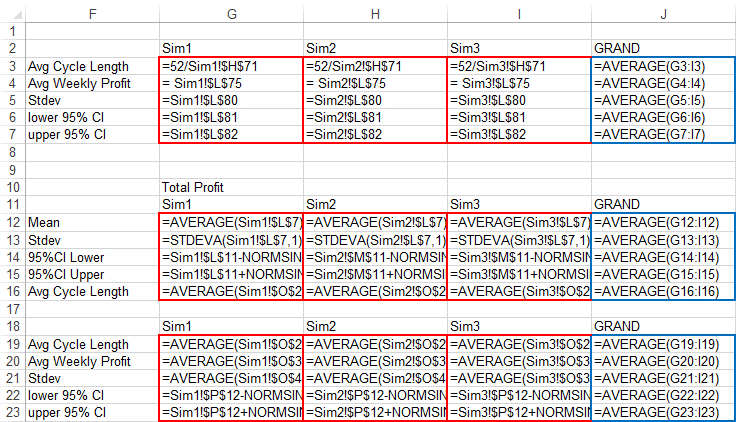 F G H I J
1
2 Sim1 Sim2 Sim3 GRAND
3 Avg Cycle Length =52/Sim1!$H$71 =52/Sim2!$H$71 =52/Sim3!$H$71 =AVERAGE(G3:I3)
4 Avg Weekly Profit = Sim1!$L$75 = Sim2!$L$75 = Sim3!$L$75 =AVERAGE(G4:I4)
5 Stdev =Sim1!$L$80 =Sim2!$L$80 =Sim3!$L$80 =AVERAGE(G5:I5)
6 lower 95% CI =Sim1!$L$81 =Sim2!$L$81 =Sim3!$L$81 =AVERAGE(G6:I6)
7 upper 95% CI =Sim1!$L$82 =Sim2!$L$82 =Sim3!$L$82 =AVERAGE(G7:I7)
8
9
10 Total Profit
11 Sim1 Sim2 Sim3 GRAND
12 Mean =AVERAGE(Sim1!$L$7) =AVERAGE(Sim2!$L$7) =AVERAGE(Sim3!$L$7) =AVERAGE(G12:I12)
13 Stdev =STDEVA(Sim1!$L$7,1) =STDEVA(Sim2!$L$7,1) =STDEVA(Sim3!$L$7,1) =AVERAGE(G13:I13)
14 95%CI Lower =Sim1!$L$11-NORMSIN =Sim2!$M$11-NORMSIN =Sim3!$M$11-NORMSIN =AVERAGE(G14:I14)
15 95%CI Upper =Sim1!$L$11+NORMSIN =Sim2!$M$11+NORMSI =Sim3!$M$11+NORMSI =AVERAGE(G15:I15)
16 Avg Cycle Length =AVERAGE(Sim1!$O$2 =AVERAGE(Sim2!$O$2 =AVERAGE(Sim3!$O$2 =AVERAGE(G16:I16)
17
18 Sim1 Sim2 Sim3 GRAND
19 Avg Cycle Length =AVERAGE(Sim1!$O$2 =AVERAGE(Sim2!$O$2 =AVERAGE(Sim3!$O$2 =AVERAGE(G19:I19)
20 Avg Weekly Profit =AVERAGE(Sim1!$O$3 =AVERAGE(Sim2!$O$3 =AVERAGE(Sim3!$O$3 =AVERAGE(G20:I20)
21 Stdev =AVERAGE(Sim1!$O$4 =AVERAGE(Sim2!$O$4 =AVERAGE(Sim3!$O$3 =AVERAGE(G21:I21)
22 lower 95% CI =Sim1!$P$12-NORMSIN =Sim2!$P$12-NORMSIN =Sim3!$P$12-NORMSIN =AVERAGE(G22:I22)
23 upper 95% CI =Sim1!$P$12+NORMSI =Sim2!$P$12+NORMSI =Sim3!$P$12+NORMSI =AVERAGE(G23:I23)